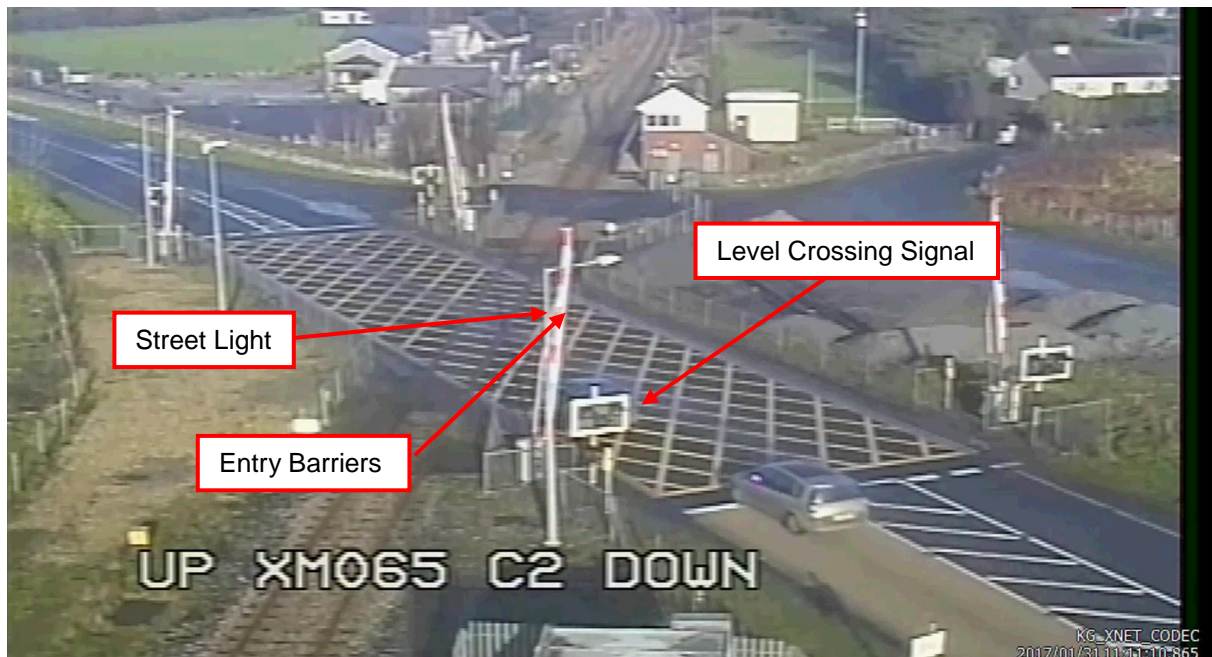 Level Crossing Signal
Street Light
Entry Barriers
UP XM065 C2 DOWN
KG_XNET_CODEC
2017/01/31 11:11:10.865